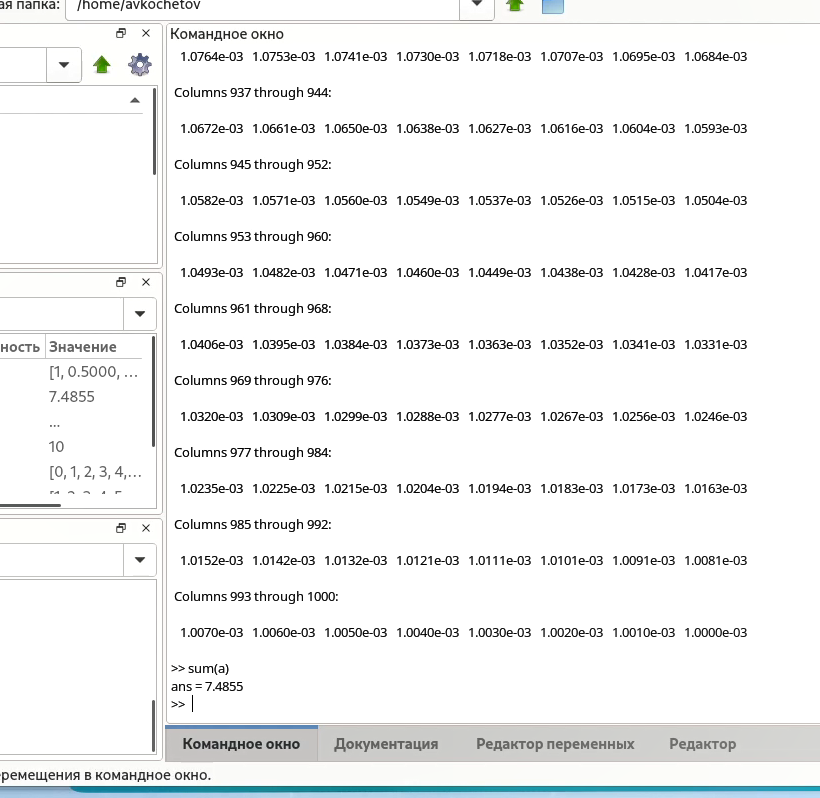 ая папка: /home/avkochetov
Командное окно
1.0764e-03 1.0753e-03 1.0741e-03 1.0730e-03 1.0718e-03 1.0707e-03 1.0695e-03 1.0684e-03
Columns 937 through 944:
1.0672e-03 1.0661e-03 1.0650e-03 1.0638e-03 1.0627e-03 1.0616e-03 1.0604e-03 1.0593e-03
Columns 945 through 952:
1.0582e-03 1.0571e-03 1.0560e-03 1.0549e-03 1.0537e-03 1.0526e-03 1.0515e-03 1.0504e-03
Columns 953 through 960:
1.0493e-03 1.0482e-03 1.0471e-03 1.0460e-03 1.0449e-03 1.0438e-03 1.0428e-03 1.0417e-03
Columns 961 through 968:
1.0406e-03 1.0395e-03 1.0384e-03 1.0373e-03 1.0363e-03 1.0352e-03 1.0341e-03 1.0331e-03
Columns 969 through 976:
1.0320e-03 1.0309e-03 1.0299e-03 1.0288e-03 1.0277e-03 1.0267e-03 1.0256e-03 1.0246e-03
Columns 977 through 984:
1.0235e-03 1.0225e-03 1.0215e-03 1.0204e-03 1.0194e-03 1.0183e-03 1.0173e-03 1.0163e-03
Columns 985 through 992:
1.0152e-03 1.0142e-03 1.0132e-03 1.0121e-03 1.0111e-03 1.0101e-03 1.0091e-03 1.0081e-03
Columns 993 through 1000:
1.0070e-03 1.0060e-03 1.0050e-03 1.0040e-03 1.0030e-03 1.0020e-03 1.0010e-03 1.0000e-03
>> sum(a)
ans = 7.4855
>>
ность Значение
[1, 0.5000, ...
7.4855
...
10
[0, 1, 2, 3, 4,...
Командное окно Документация Редактор переменных Редактор
еремещения в командное окно.